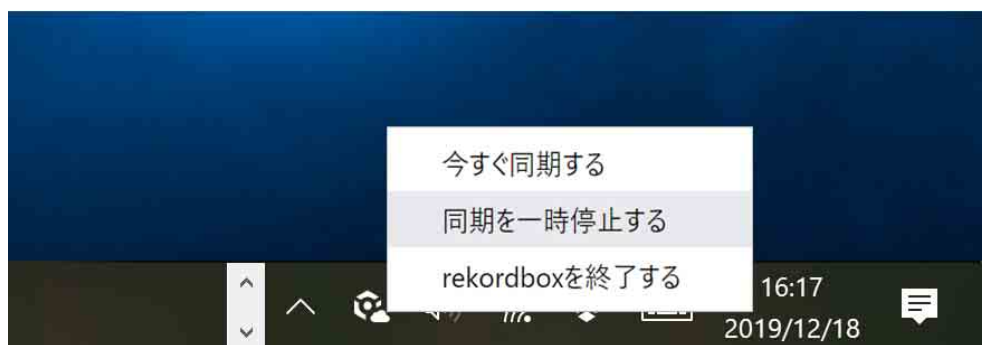 今すぐ同期する
同期を一時停止する
rekordboxを終了する
16:17
2019/12/18